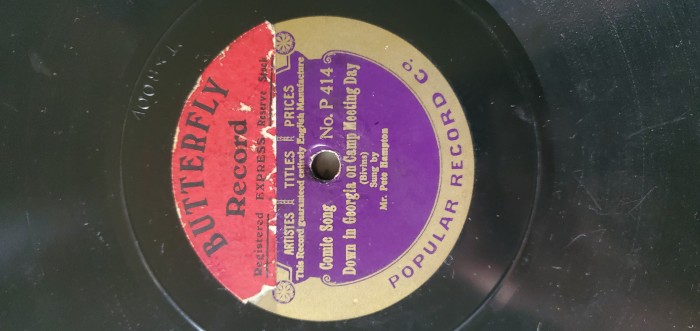 BUTTERFLY
Record
Registered EXPRESS Reserve Stock
ARTISTES TITLES PRICES
This Record guaranteed entirely English Manufacture
Comic Song No. P 414
Down in Georgia on Camp Meeting Day
(Bivins)
Sung by
Mr. Pete Hampton
POPULAR RECORD CO.